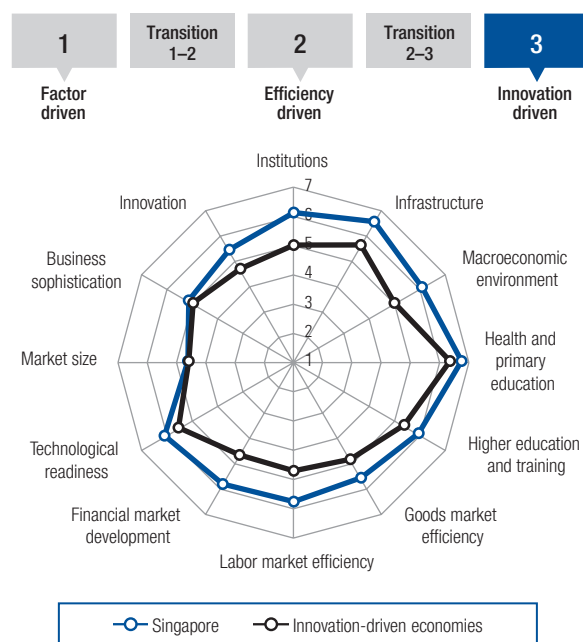 1
Transition
1–2
2
Transition
2–3
3
Factor
driven
Efficiency
driven
Innovation
driven
Institutions
7
6
5
4
3
2
1
Infrastructure
Macroeconomic
environment
Health and
primary
education
Higher education
and training
Goods market
efficiency
Labor market efficiency
Financial market
development
Technological
readiness
Market size
Business
sophistication
Innovation
Singapore
Innovation-driven economies